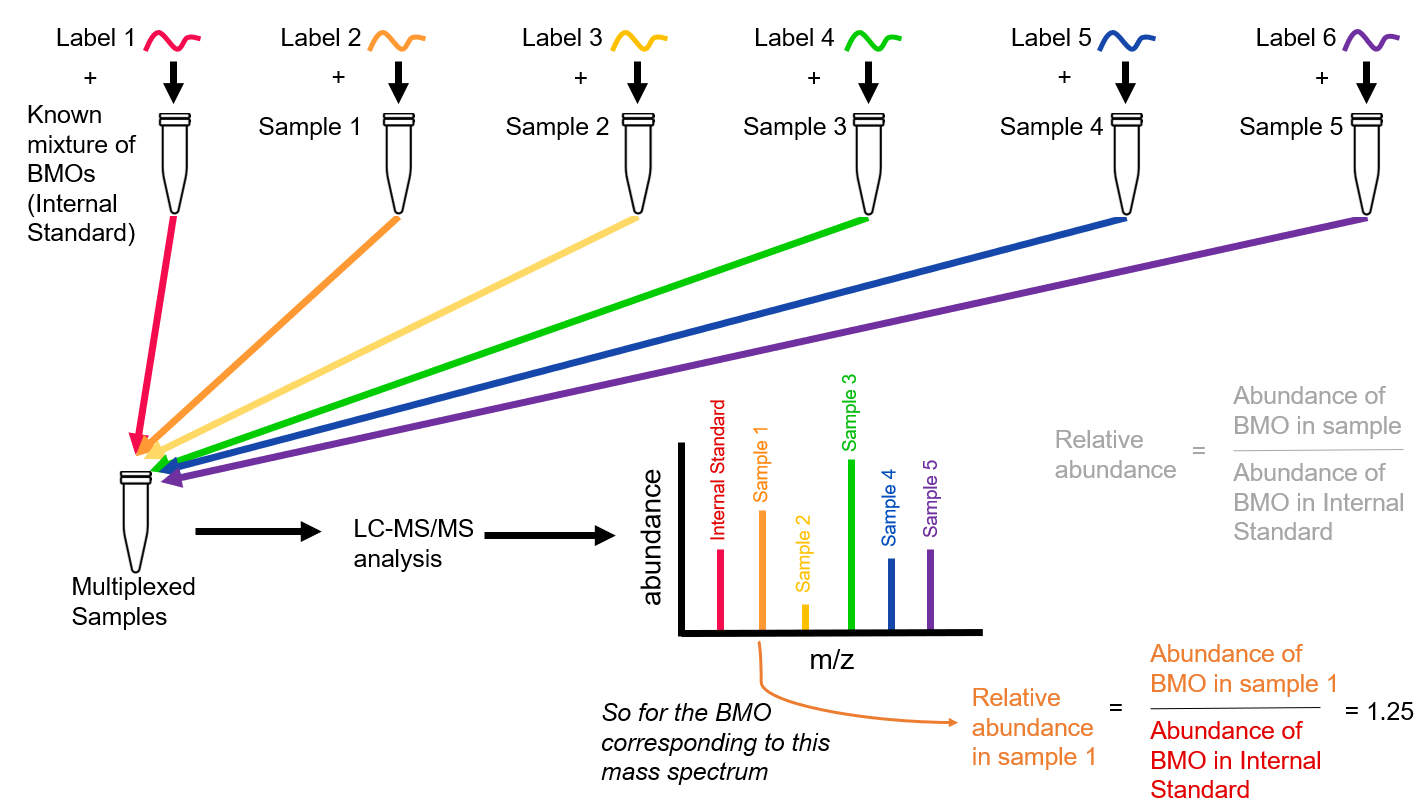 Label 1
Label 2
Label 3
Label 4
Label 5
Label 6
+
+
+
+
+
+
Known
mixture of
BMOs
(Internal
Standard)
Sample 1
Sample 2
Sample 3
Sample 4
Sample 5
Multiplexed
Samples
LC-MS/MS
analysis
abundance
Internal Standard
Sample 1
Sample 2
Sample 3
Sample 4
Sample 5
m/z
Relative
abundance
=
Abundance of
BMO in sample
Abundance of
BMO in Internal
Standard
So for the BMO
corresponding to this
mass spectrum
Relative
abundance
in sample 1
=
Abundance of
BMO in sample 1
Abundance of
BMO in Internal
Standard
= 1.25